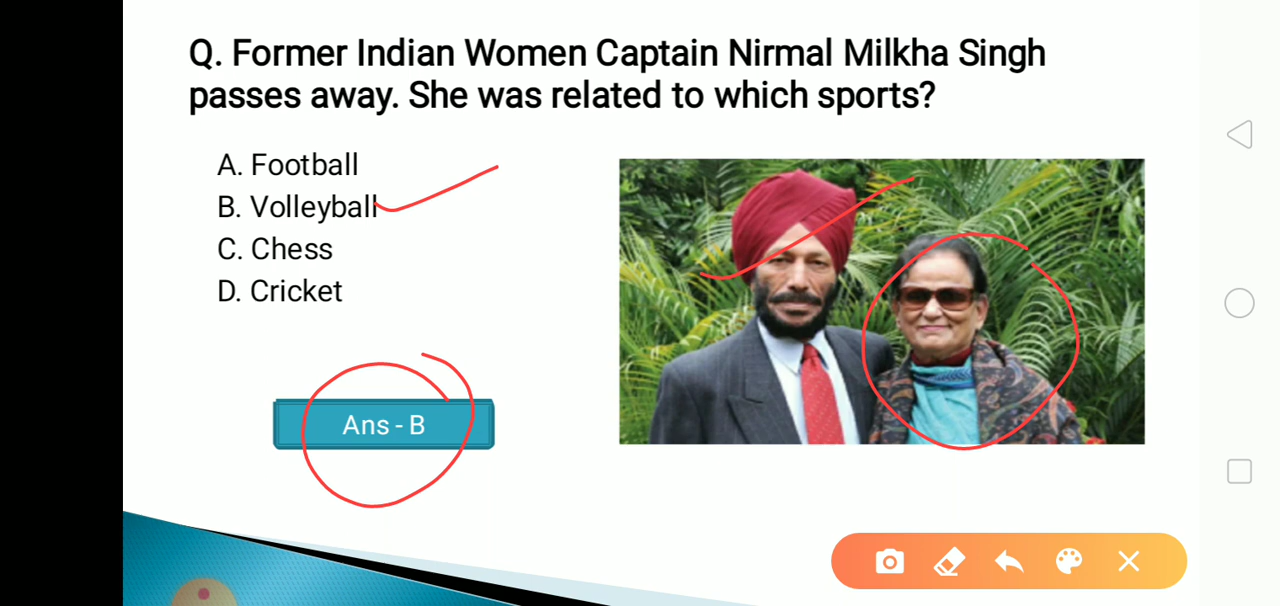 Q. Former Indian Women Captain Nirmal Milkha Singh
passes away. She was related to which sports?
A. Football
B. Volleyball
C. Chess
D. Cricket
Ans - B